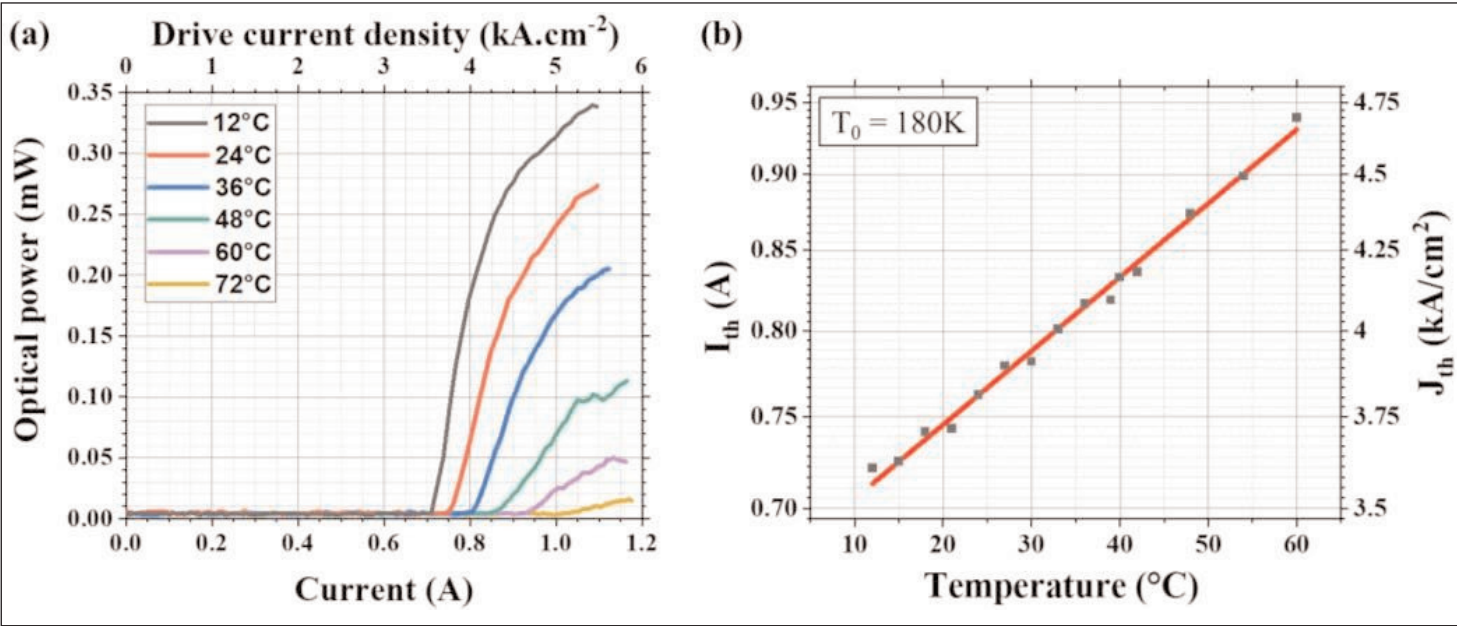 (a)
Drive current density (kA.cm⁻²)
0 1 2 3 4 5 6
Optical power (mW)
0.35
0.30
0.25
0.20
0.15
0.10
0.05
0.00
12°C
24°C
36°C
48°C
60°C
72°C
0.0 0.2 0.4 0.6 0.8 1.0 1.2
Current (A)
(b)
T₀ = 180K
I_th (A)
0.95
0.90
0.85
0.80
0.75
0.70
4.75
4.5
4.25
4
3.75
3.5
J_th (kA/cm²)
10 20 30 40 50 60
Temperature (°C)